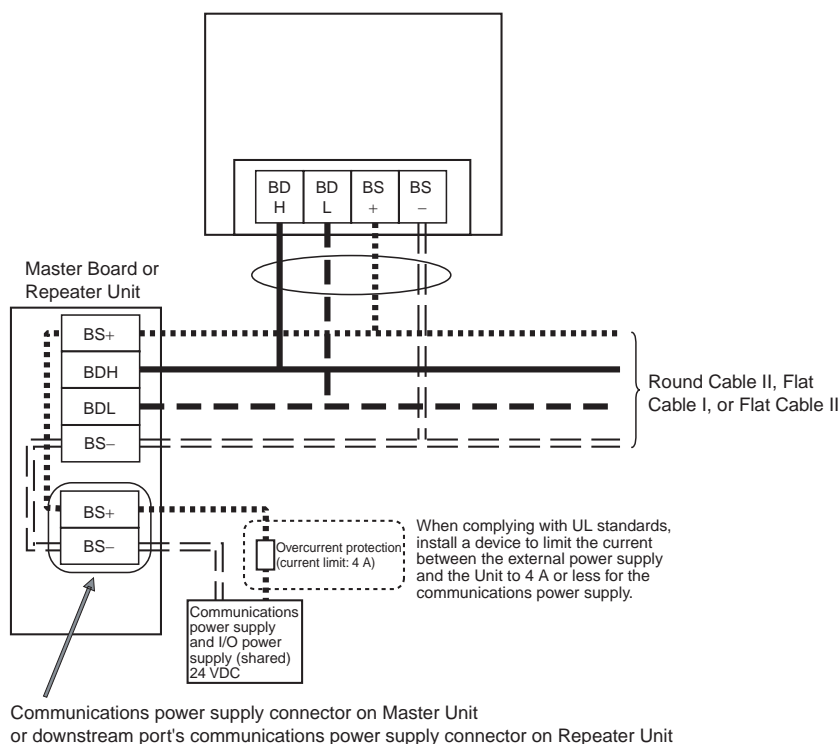 BD
H
BD
L
BS
+
BS
−
Master Board or
Repeater Unit
BS+
BDH
BDL
BS−
Round Cable II, Flat
Cable I, or Flat Cable II
BS+
BS−
Overcurrent protection
(current limit: 4 A)
When complying with UL standards,
install a device to limit the current
between the external power supply
and the Unit to 4 A or less for the
communications power supply.
Communications
power supply
and I/O power
supply (shared)
24 VDC
Communications power supply connector on Master Unit
or downstream port's communications power supply connector on Repeater Unit